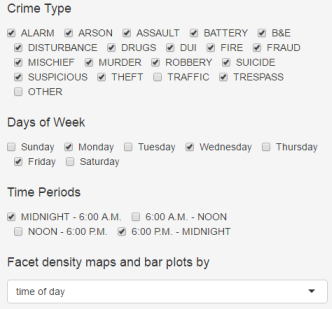 Crime Type
ALARM ARSON ASSAULT BATTERY B&E
DISTURBANCE DRUGS DUI FIRE FRAUD
MISCHIEF MURDER ROBBERY SUICIDE
SUSPICIOUS THEFT TRAFFIC TRESPASS
OTHER
Days of Week
Sunday Monday Tuesday Wednesday Thursday
Friday Saturday
Time Periods
MIDNIGHT - 6:00 A.M. 6:00 A.M. - NOON
NOON - 6:00 P.M. 6:00 P.M. - MIDNIGHT
Facet density maps and bar plots by
time of day